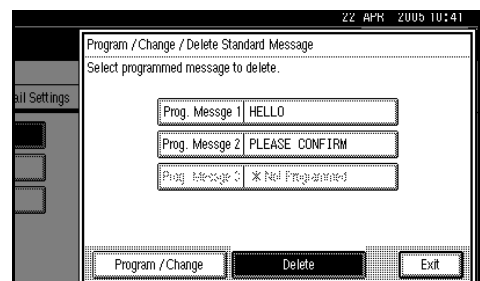 22 APR 2005 10:41
Program / Change / Delete Standard Message
Select programmed message to delete.
ail Settings
Prog. Messge 1 HELLO
Prog. Messge 2 PLEASE CONFIRM
Prog. Messge 3 * Not Programmed
Program / Change Delete Exit